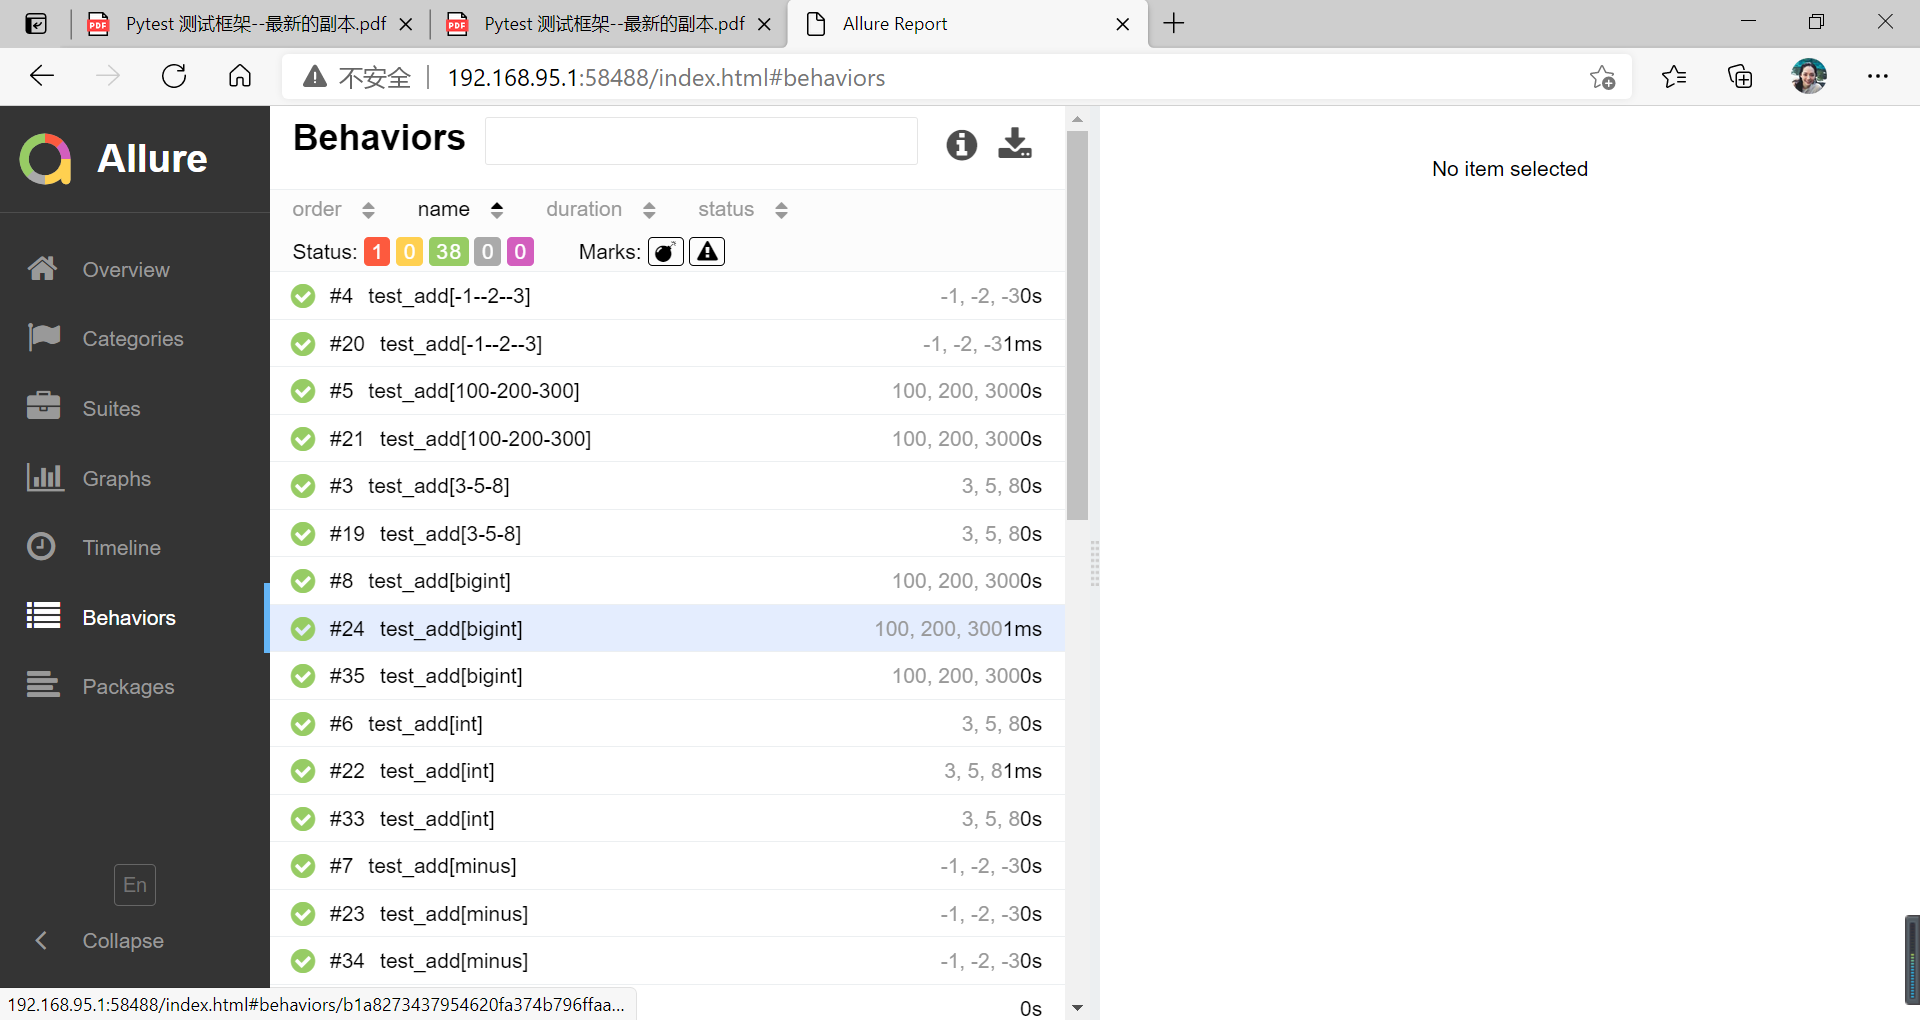 Pytest 测试框架--最新的副本.pdf
Pytest 测试框架--最新的副本.pdf
Allure Report
不安全
192.168.95.1:58488/index.html#behaviors
Allure
Overview
Categories
Suites
Graphs
Timeline
Behaviors
Packages
En
Collapse
Behaviors
order name duration status
Status: 1 0 38 0 0 Marks:
#4 test_add[-1--2--3] -1, -2, -30s
#20 test_add[-1--2--3] -1, -2, -31ms
#5 test_add[100-200-300] 100, 200, 3000s
#21 test_add[100-200-300] 100, 200, 3000s
#3 test_add[3-5-8] 3, 5, 80s
#19 test_add[3-5-8] 3, 5, 80s
#8 test_add[bigint] 100, 200, 3000s
#24 test_add[bigint] 100, 200, 3001ms
#35 test_add[bigint] 100, 200, 3000s
#6 test_add[int] 3, 5, 80s
#22 test_add[int] 3, 5, 81ms
#33 test_add[int] 3, 5, 80s
#7 test_add[minus] -1, -2, -30s
#23 test_add[minus] -1, -2, -30s
#34 test_add[minus] -1, -2, -30s
0s
No item selected
192.168.95.1:58488/index.html#behaviors/b1a8273437954620fa374b796ffaa...